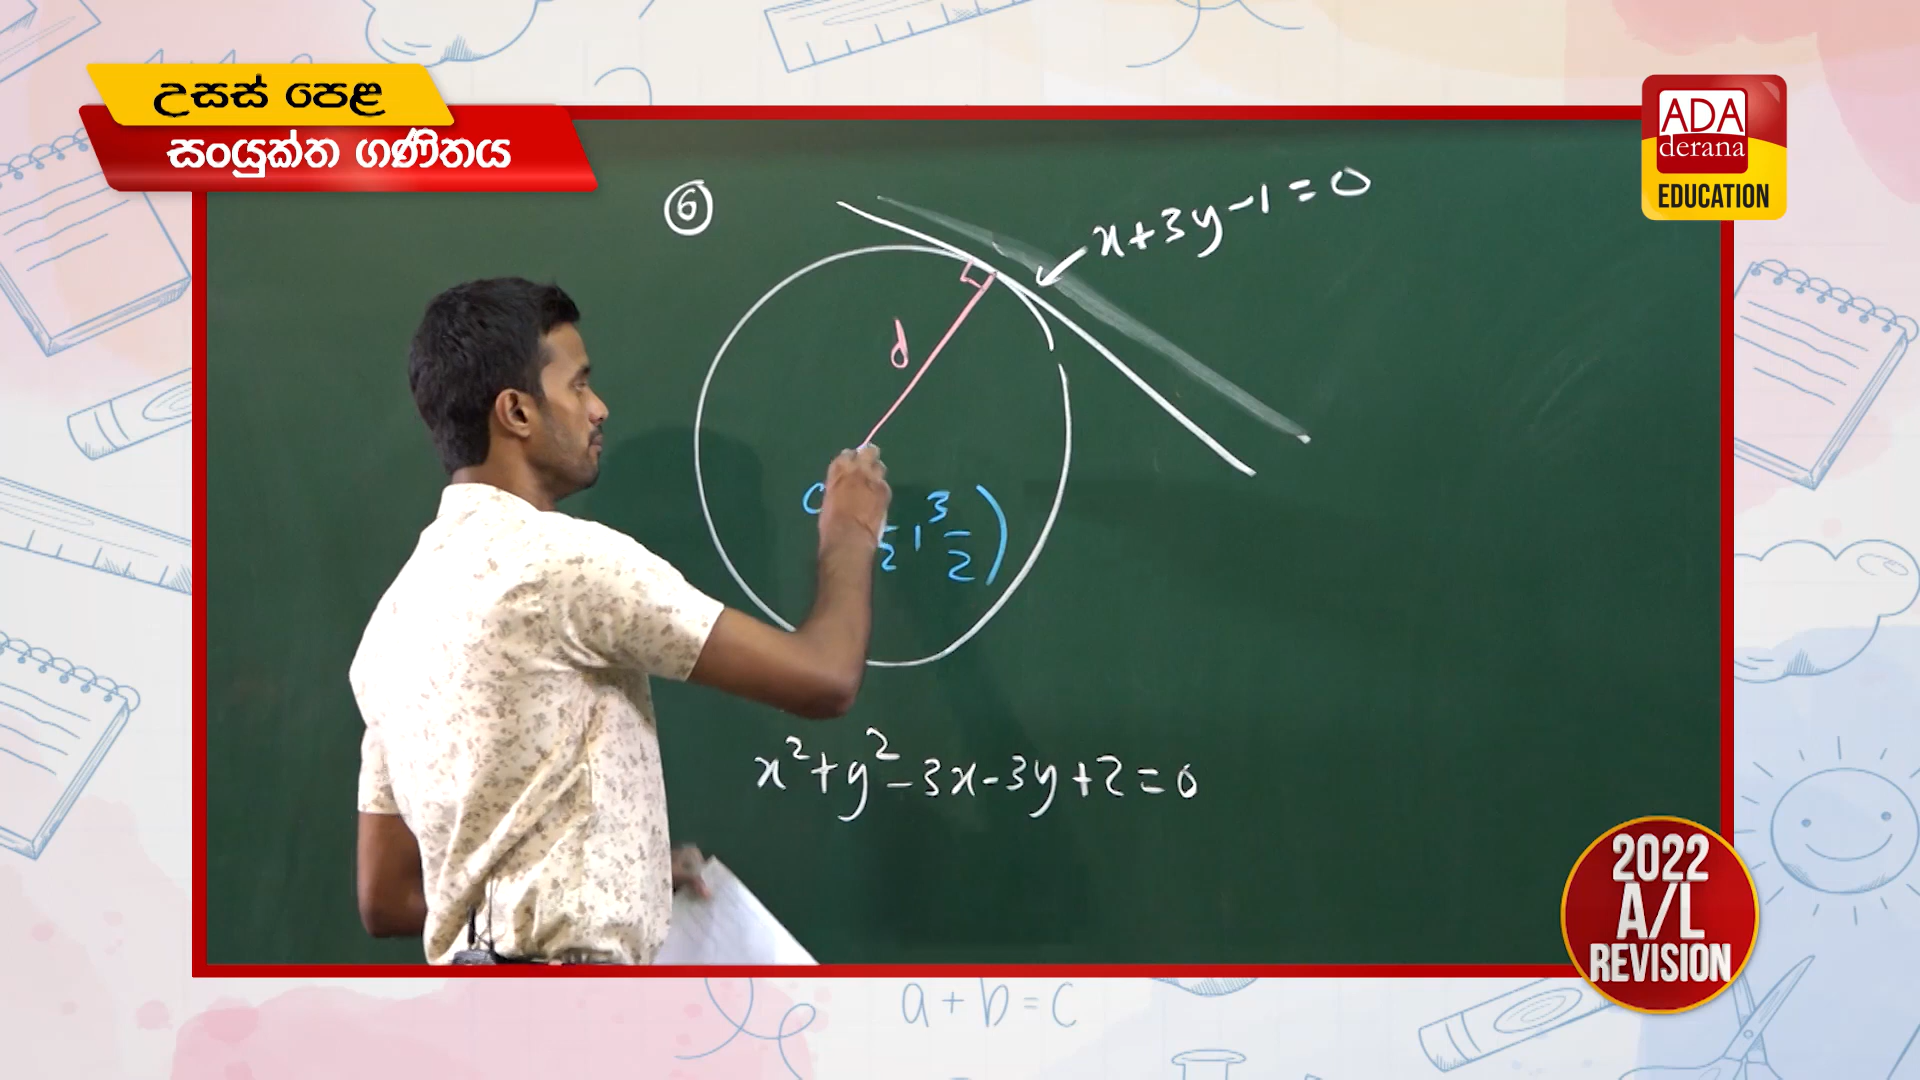 උසස් පෙළ
සංයුක්ත ගණිතය
ADA
derana
EDUCATION
6
x+3y-1=0
d
3
2 , 2 )
x²+y²-3x-3y+2=0
2022
A/L
REVISION
a+b=c